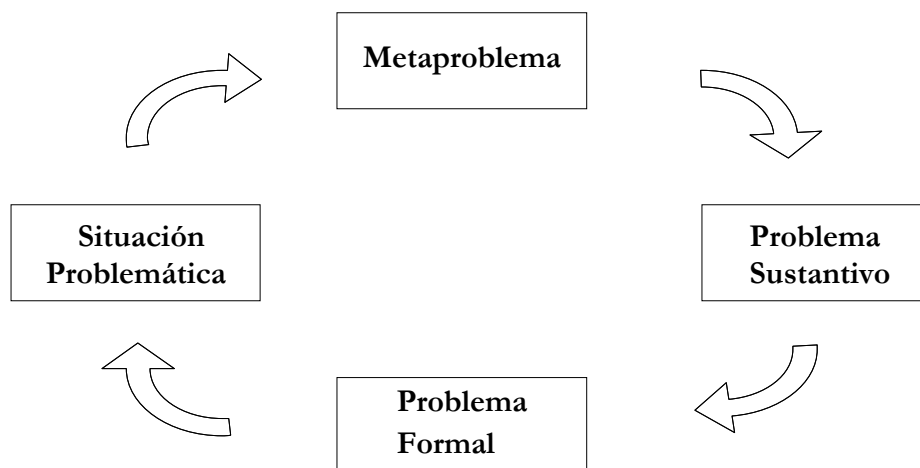 Metaproblema
Situación
Problemática
Problema
Sustantivo
Problema
Formal